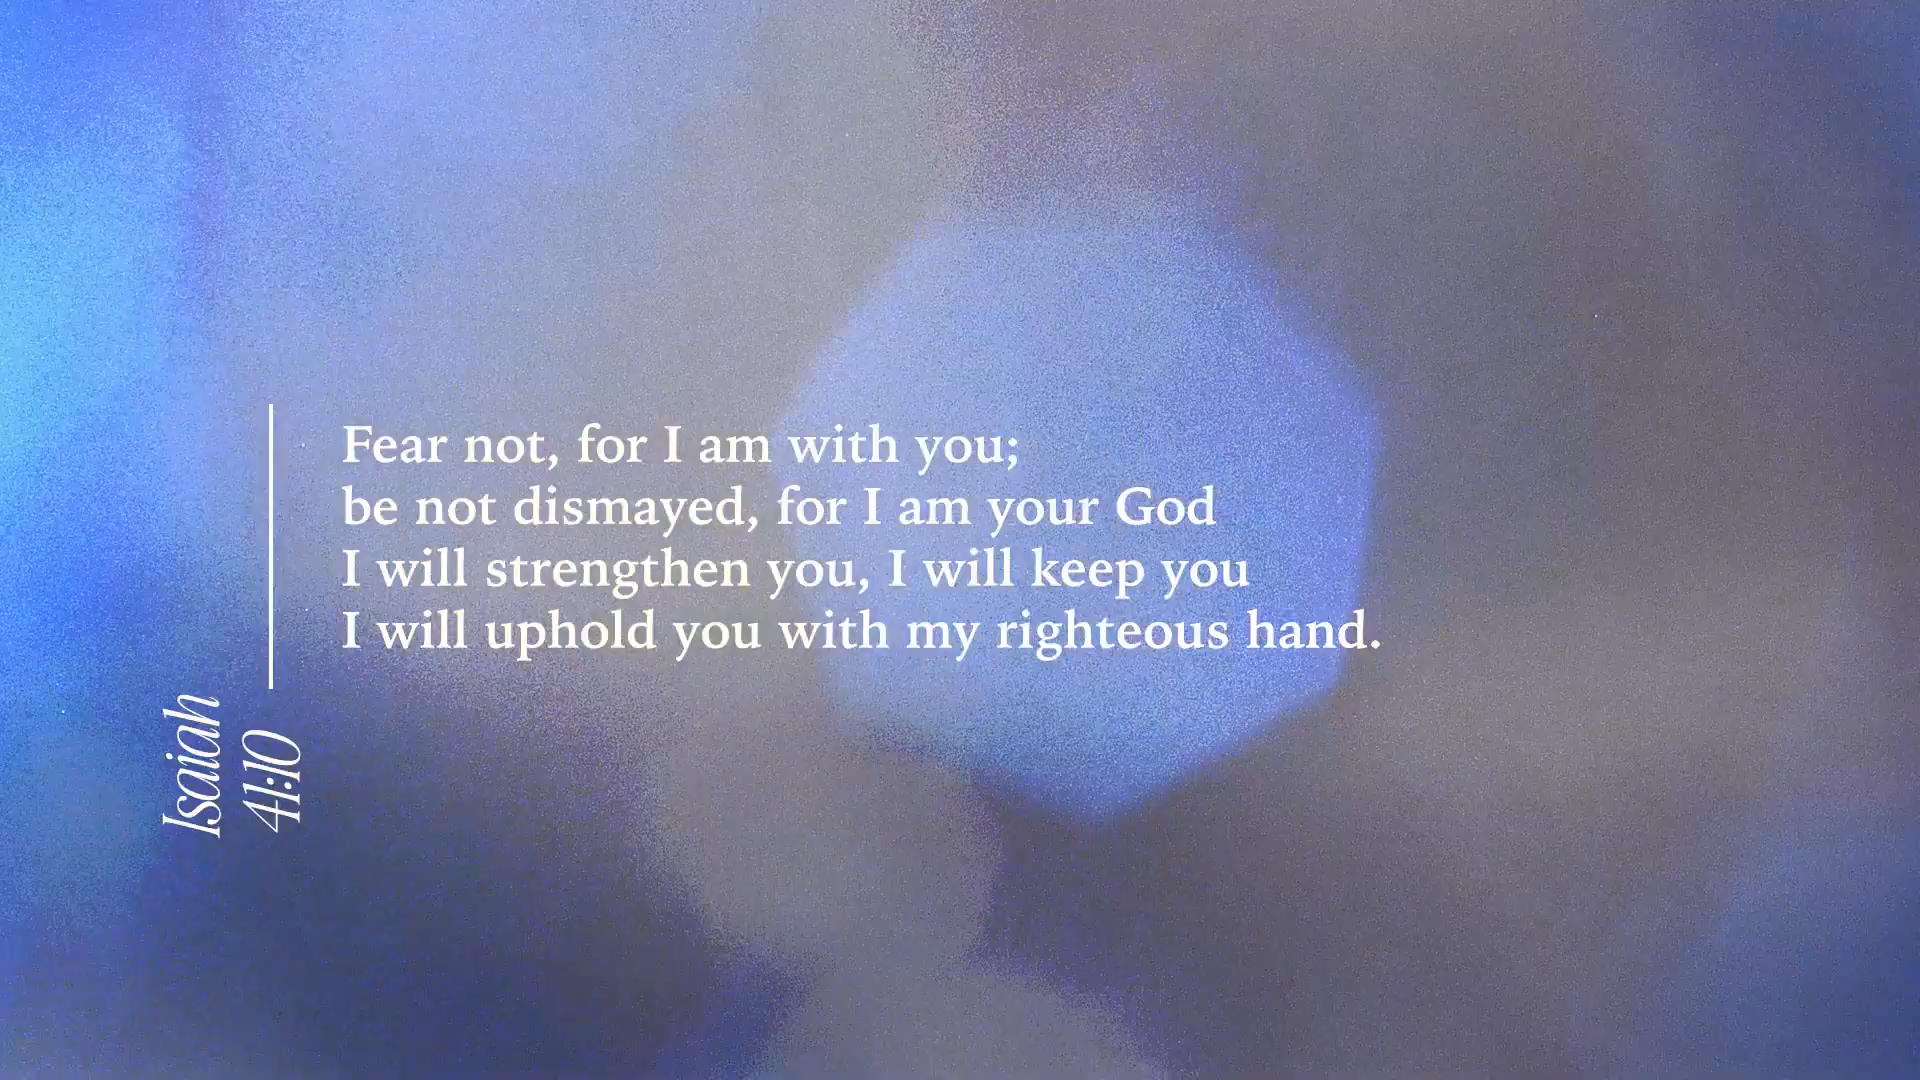 Fear not, for I am with you;
be not dismayed, for I am your God
I will strengthen you, I will keep you
I will uphold you with my righteous hand.
Isaiah
41:10